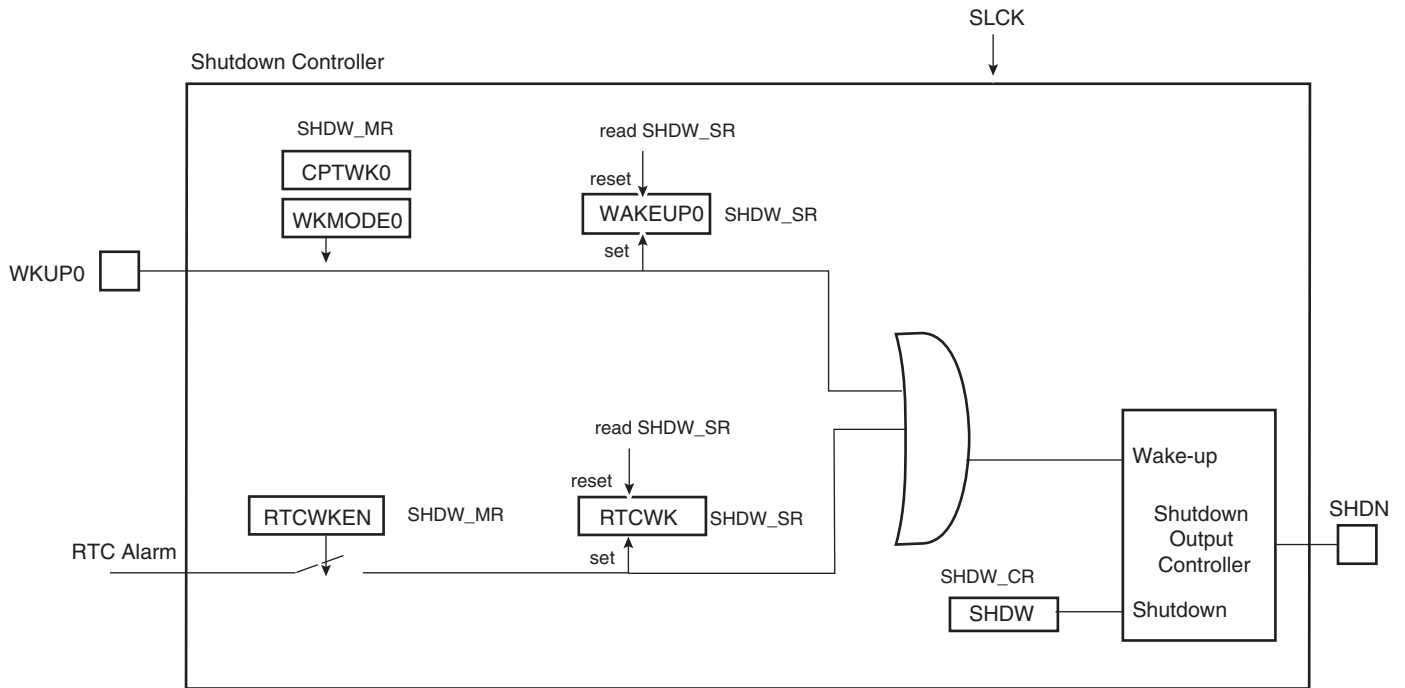 SLCK
Shutdown Controller
SHDW_MR
read SHDW_SR
CPTWK0
reset
WKMODE0
WAKEUP0
SHDW_SR
set
WKUP0
read SHDW_SR
Wake-up
reset
RTCWKEN
SHDW_MR
RTCWK
SHDW_SR
Shutdown
Output
Controller
SHDN
RTC Alarm
set
SHDW_CR
SHDW
Shutdown